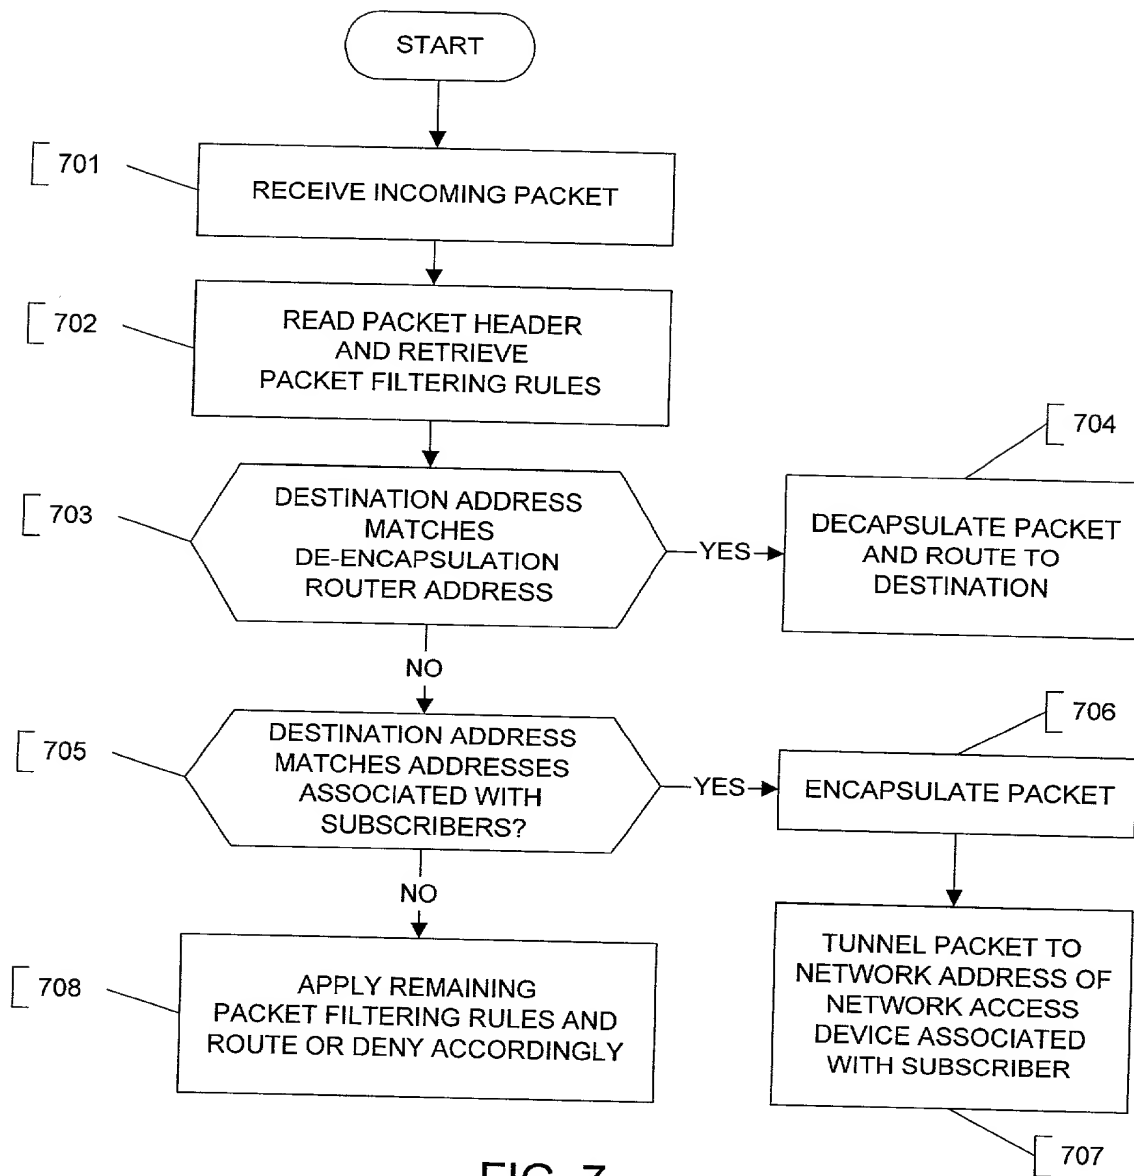 START
701
RECEIVE INCOMING PACKET
702
READ PACKET HEADER
AND RETRIEVE
PACKET FILTERING RULES
703
DESTINATION ADDRESS
MATCHES
DE-ENCAPSULATION
ROUTER ADDRESS
YES
704
DECAPSULATE PACKET
AND ROUTE TO
DESTINATION
NO
705
DESTINATION ADDRESS
MATCHES ADDRESSES
ASSOCIATED WITH
SUBSCRIBERS?
YES
706
ENCAPSULATE PACKET
NO
708
APPLY REMAINING
PACKET FILTERING RULES AND
ROUTE OR DENY ACCORDINGLY
TUNNEL PACKET TO
NETWORK ADDRESS OF
NETWORK ACCESS
DEVICE ASSOCIATED
WITH SUBSCRIBER
707
FIG. 7